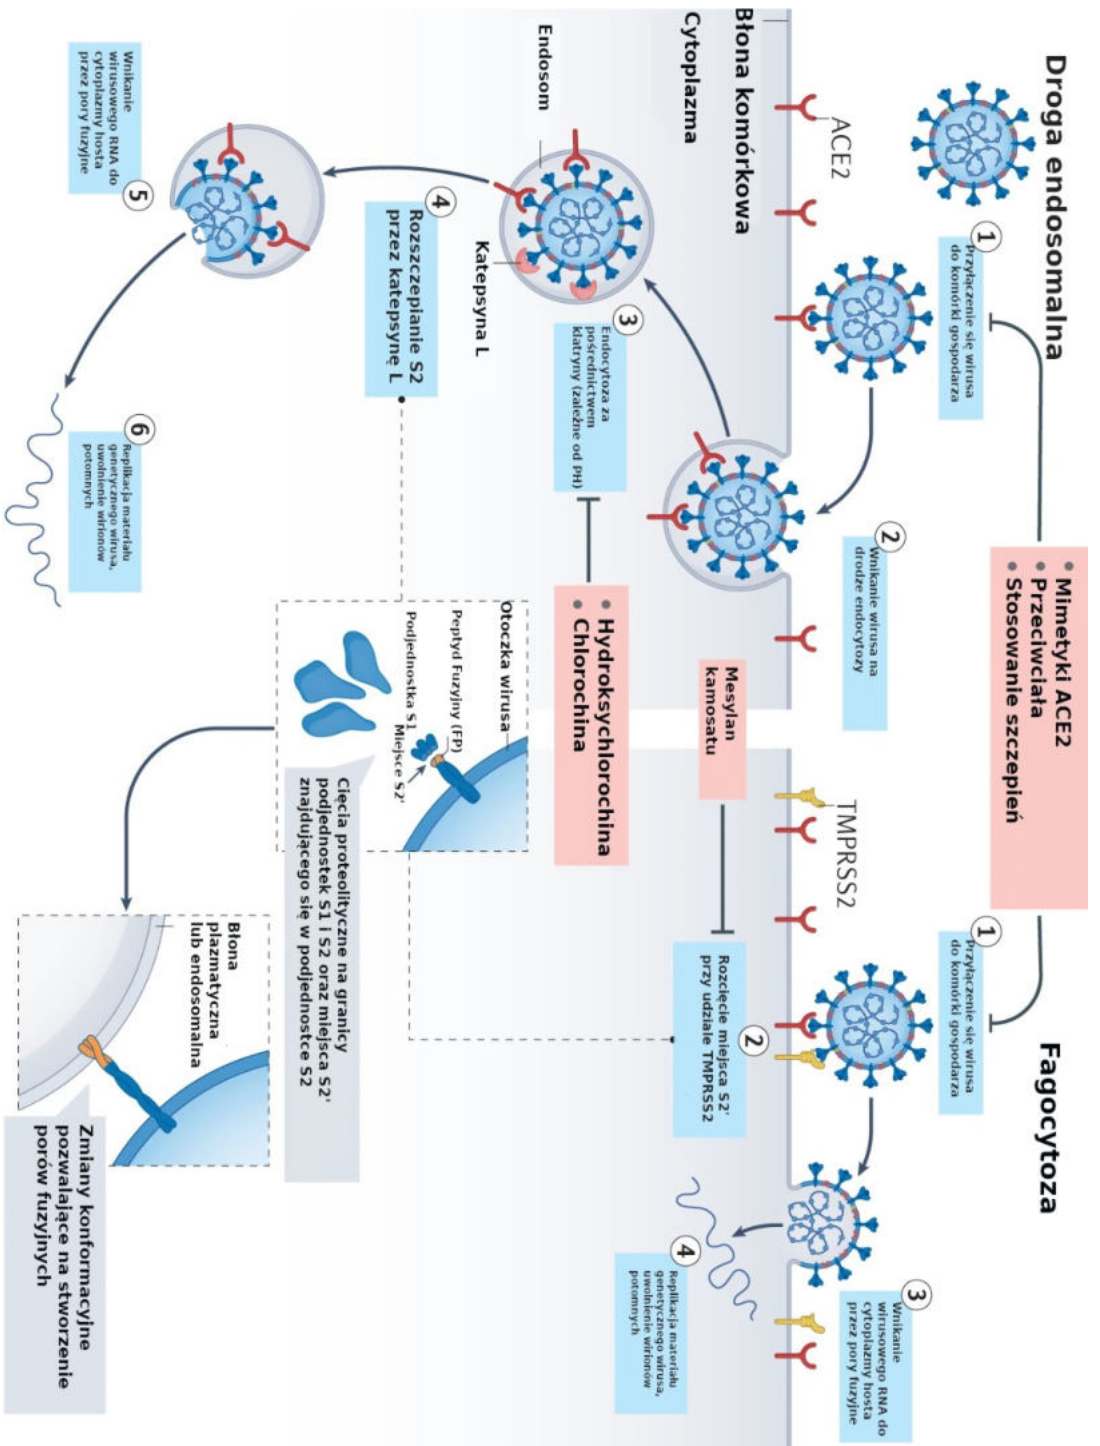 Droga endosomalna
Fagocytoza
● Mimetyki ACE2
● Przeciwciała
● Stosowanie szczepień
1
Przyłączenie się wirusa
do komórki gospodarza
ACE2
Błona komórkowa
Cytoplazma
2
Wnikanie wirusa na
drodze endocytozy
3
Endocytoza za
pośrednictwem
klatryny (zależne od PH)
Endosom
Katepsyna L
4
Rozszczepianie S2
przez katepsynę L
5
Wnikanie
wirusowego RNA do
cytoplazmy hosta
przez pory fuzyjne
6
Replikacja materiału
genetycznego wirusa,
uwolnienie wirionów
potomnych
● Hydroksychlorochina
● Chlorochina
Mesylan
kamosatu
TMPRSS2
1
Przyłączenie się wirusa
do komórki gospodarza
2
Rozcięcie miejsca S2'
przy udziale TMPRSS2
3
Wnikanie
wirusowego RNA do
cytoplazmy hosta
przez pory fuzyjne
4
Replikacja materiału
genetycznego wirusa,
uwolnienie wirionów
potomnych
Otoczka wirusa
Peptyd Fuzyjny (FP)
Podjednostka S1
Miejsce S2'
Cięcia proteolityczne na granicy
podjednostek S1 i S2 oraz miejsca S2'
znajdującego się w podjednostce S2
Błona
plazmatyczna
lub endosomalna
Zmiany konformacyjne
pozwalające na stworzenie
porów fuzyjnych